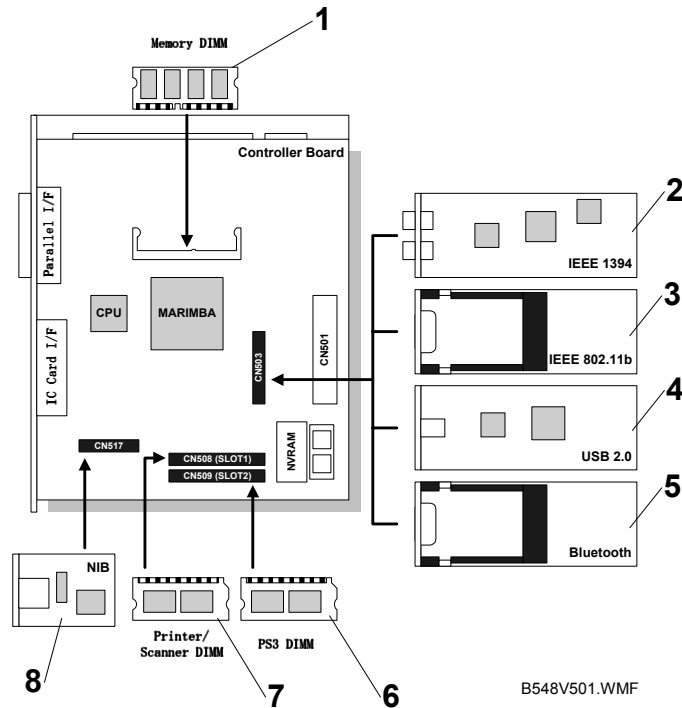 1
Memory DIMM
Controller Board
Parallel I/F
IC Card I/F
CPU
MARIMBA
CN503
CN501
CN517
CN508 (SLOT1)
CN509 (SLOT2)
NVRAM
2
IEEE 1394
3
IEEE 802.11b
4
USB 2.0
5
Bluetooth
NIB
8
Printer/
Scanner DIMM
7
PS3 DIMM
6
B548V501.WMF